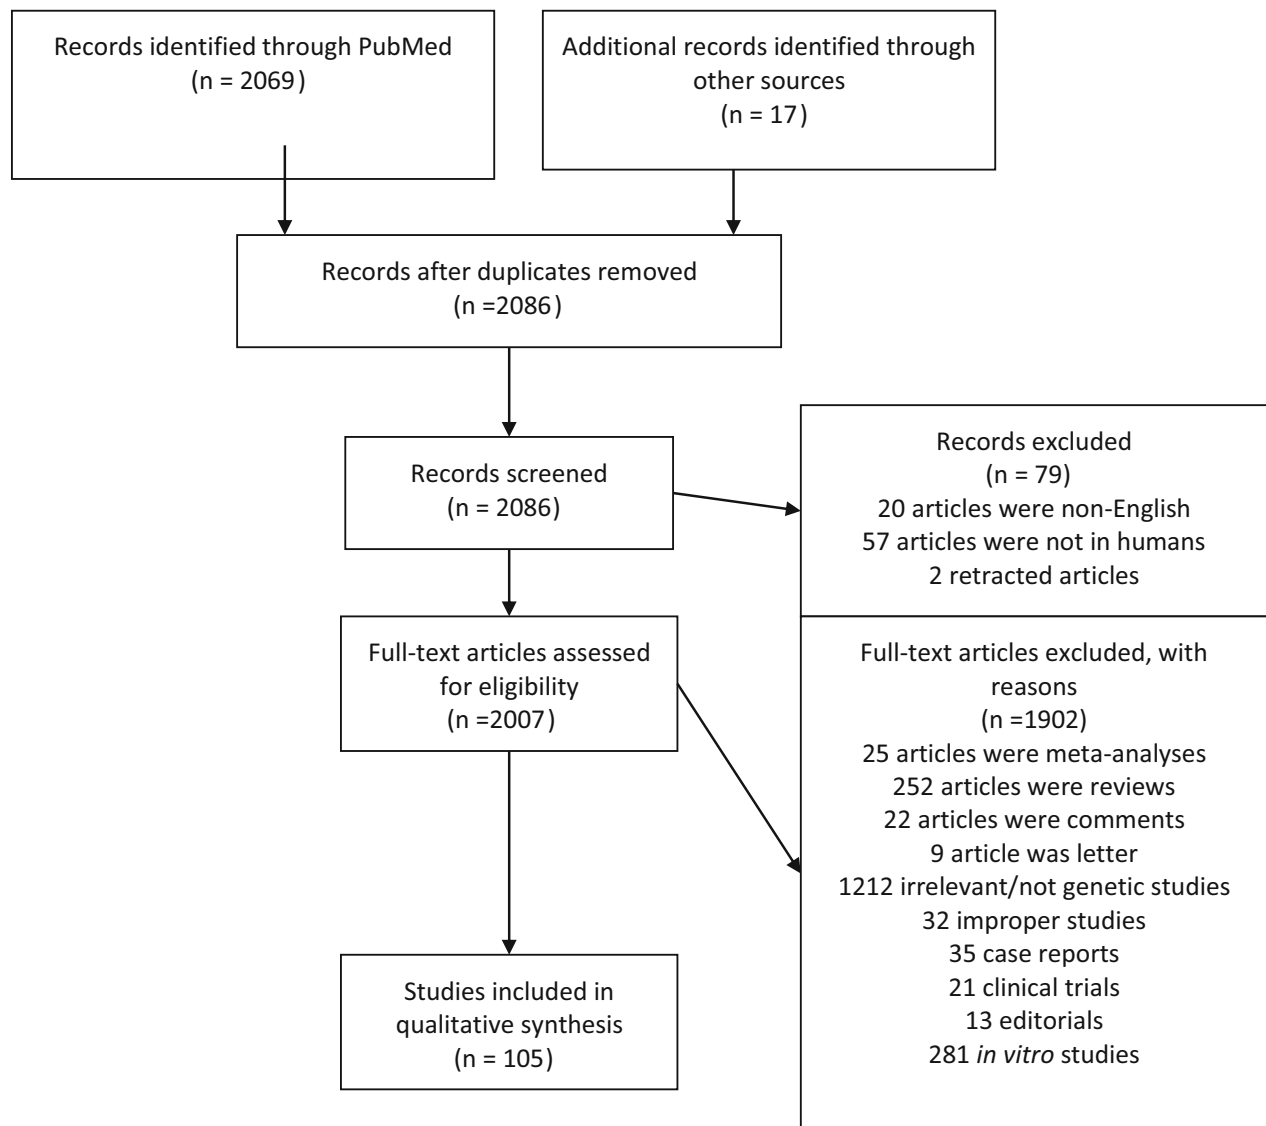 Records identified through PubMed
(n = 2069)
Additional records identified through
other sources
(n = 17)
Records after duplicates removed
(n =2086)
Records screened
(n = 2086)
Records excluded
(n = 79)
20 articles were non-English
57 articles were not in humans
2 retracted articles
Full-text articles assessed
for eligibility
(n =2007)
Full-text articles excluded, with
reasons
(n =1902)
25 articles were meta-analyses
252 articles were reviews
22 articles were comments
9 article was letter
1212 irrelevant/not genetic studies
32 improper studies
35 case reports
21 clinical trials
13 editorials
281 in vitro studies
Studies included in
qualitative synthesis
(n = 105)